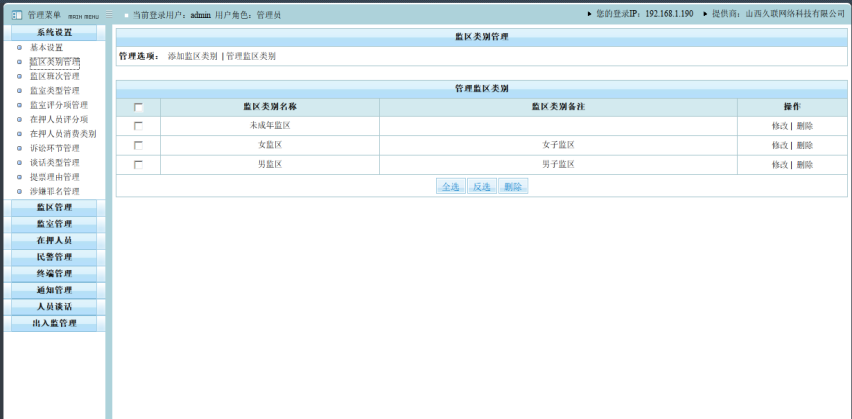 管理菜单 MAIN MENU 当前登录用户：admin 用户角色：管理员 您的登录IP：192.168.1.190 提供商：山西久联网络科技有限公司
系统设置
基本设置
监区类别管理
监区班次管理
监室类型管理
监室评分项管理
在押人员评分项
在押人员消费类别
诉讼环节管理
谈话类型管理
提票理由管理
涉嫌罪名管理
监区管理
监室管理
在押人员
民警管理
终端管理
通知管理
人员谈话
出入监管理
监区类别管理
管理选项： 添加监区类别 | 管理监区类别
管理监区类别
监区类别名称 监区类别备注 操作
未成年监区 修改 | 删除
女监区 女子监区 修改 | 删除
男监区 男子监区 修改 | 删除
全选 反选 删除